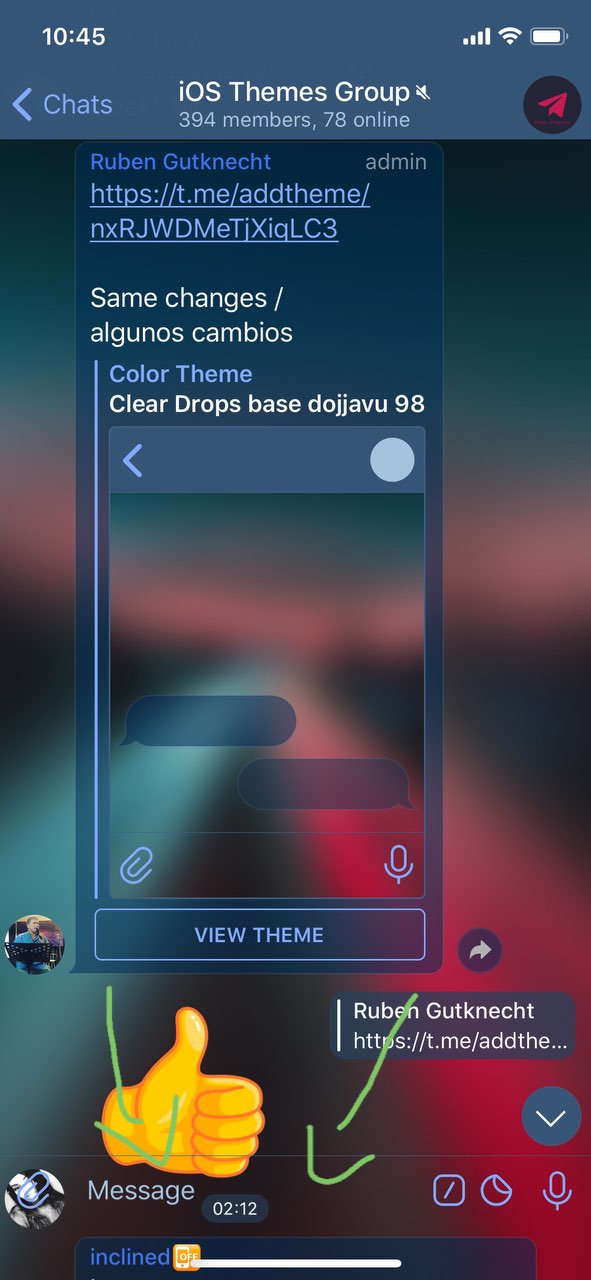 10:45
Chats
iOS Themes Group
394 members, 78 online
Ruben Gutknecht admin
https://t.me/addtheme/
nxRJWDMeTjXiqLC3
Same changes /
algunos cambios
Color Theme
Clear Drops base dojjavu 98
VIEW THEME
Ruben Gutknecht
https://t.me/addthe...
Message
02:12
inclined
OFF